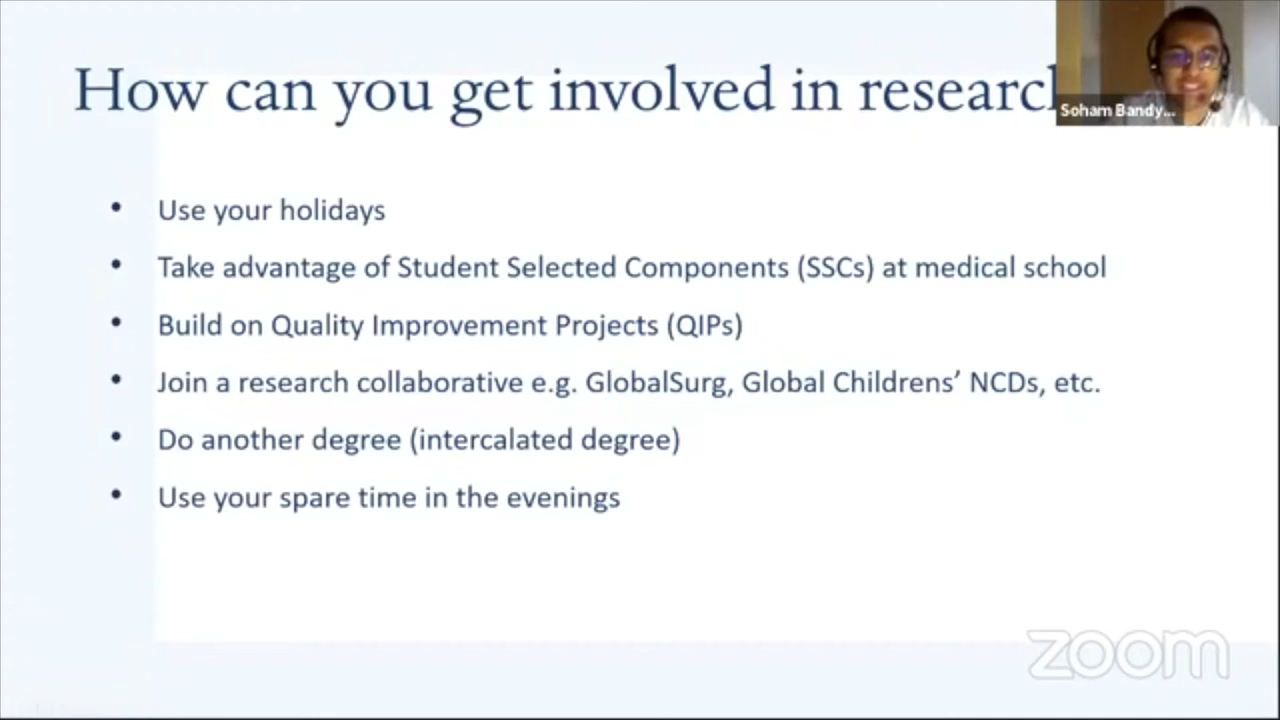 How can you get involved in researc
Soham Bandy...
• Use your holidays
• Take advantage of Student Selected Components (SSCs) at medical school
• Build on Quality Improvement Projects (QIPs)
• Join a research collaborative e.g. GlobalSurg, Global Childrens’ NCDs, etc.
• Do another degree (intercalated degree)
• Use your spare time in the evenings
zoom